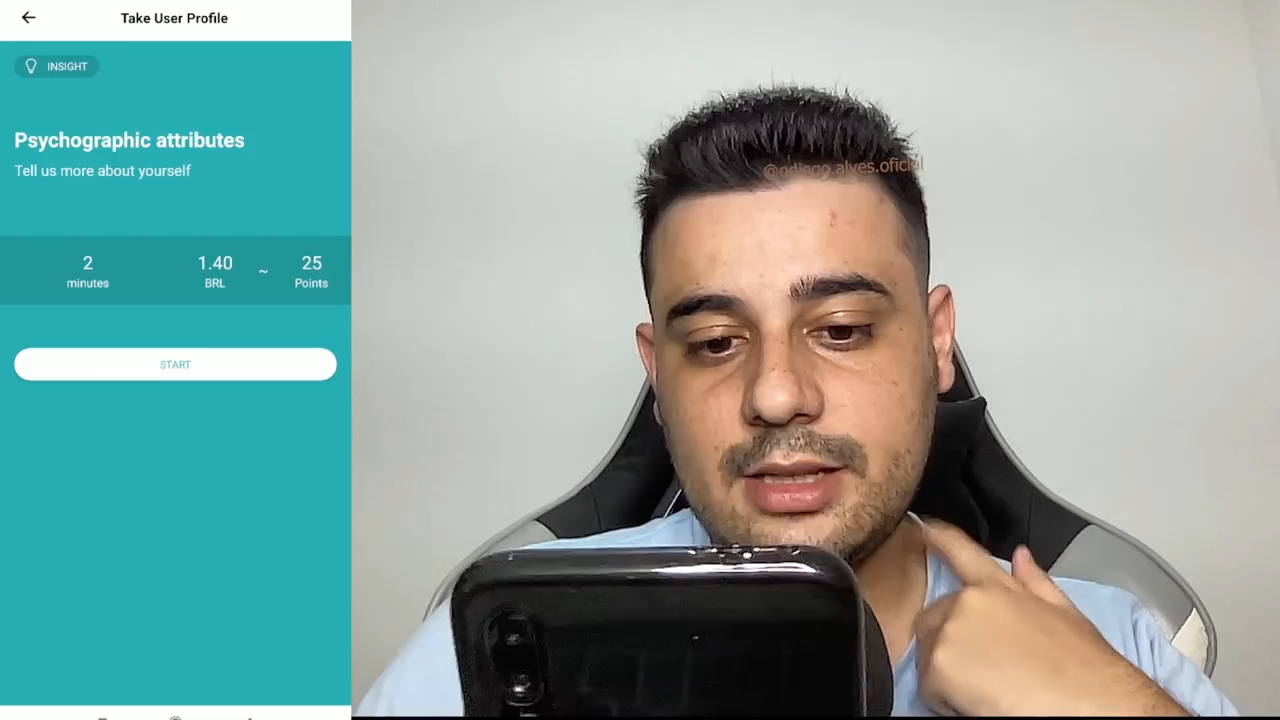 Take User Profile
INSIGHT
Psychographic attributes
Tell us more about yourself
2
minutes
1.40
BRL
~
25
Points
START